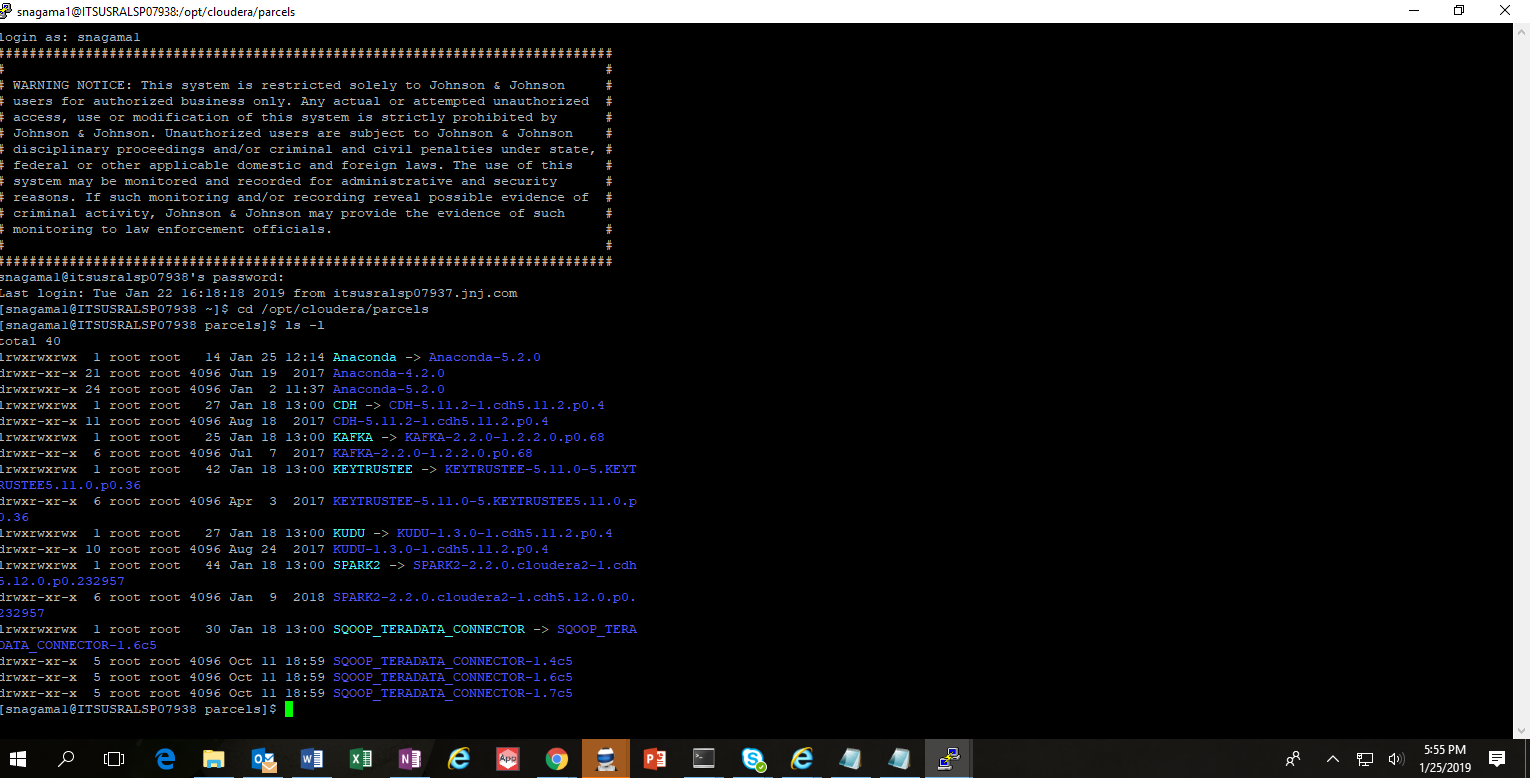 snagama1@ITSUSRALSP07938:/opt/cloudera/parcels
login as: snagama1
##############################################################################
#                                                                            #
# WARNING NOTICE: This system is restricted solely to Johnson & Johnson      #
# users for authorized business only. Any actual or attempted unauthorized   #
# access, use or modification of this system is strictly prohibited by       #
# Johnson & Johnson. Unauthorized users are subject to Johnson & Johnson     #
# disciplinary proceedings and/or criminal and civil penalties under state,  #
# federal or other applicable domestic and foreign laws. The use of this     #
# system may be monitored and recorded for administrative and security       #
# reasons. If such monitoring and/or recording reveal possible evidence of   #
# criminal activity, Johnson & Johnson may provide the evidence of such      #
# monitoring to law enforcement officials.                                   #
#                                                                            #
##############################################################################
snagama1@itsusralsp07938's password:
Last login: Tue Jan 22 16:18:18 2019 from itsusralsp07937.jnj.com
[snagama1@ITSUSRALSP07938 ~]$ cd /opt/cloudera/parcels
[snagama1@ITSUSRALSP07938 parcels]$ ls -l
total 40
lrwxrwxrwx  1 root root   14 Jan 25 12:14 Anaconda -> Anaconda-5.2.0
drwxr-xr-x 21 root root 4096 Jun 19  2017 Anaconda-4.2.0
drwxr-xr-x 24 root root 4096 Jan  2 11:37 Anaconda-5.2.0
lrwxrwxrwx  1 root root   27 Jan 18 13:00 CDH -> CDH-5.11.2-1.cdh5.11.2.p0.4
drwxr-xr-x 11 root root 4096 Aug 18  2017 CDH-5.11.2-1.cdh5.11.2.p0.4
lrwxrwxrwx  1 root root   25 Jan 18 13:00 KAFKA -> KAFKA-2.2.0-1.2.2.0.p0.68
drwxr-xr-x  6 root root 4096 Jul  7  2017 KAFKA-2.2.0-1.2.2.0.p0.68
lrwxrwxrwx  1 root root   42 Jan 18 13:00 KEYTRUSTEE -> KEYTRUSTEE-5.11.0-5.KEYT
RUSTEE5.11.0.p0.36
drwxr-xr-x  6 root root 4096 Apr  3  2017 KEYTRUSTEE-5.11.0-5.KEYTRUSTEE5.11.0.p
0.36
lrwxrwxrwx  1 root root   27 Jan 18 13:00 KUDU -> KUDU-1.3.0-1.cdh5.11.2.p0.4
drwxr-xr-x 10 root root 4096 Aug 24  2017 KUDU-1.3.0-1.cdh5.11.2.p0.4
lrwxrwxrwx  1 root root   44 Jan 18 13:00 SPARK2 -> SPARK2-2.2.0.cloudera2-1.cdh
5.12.0.p0.232957
drwxr-xr-x  6 root root 4096 Jan  9  2018 SPARK2-2.2.0.cloudera2-1.cdh5.12.0.p0.
232957
lrwxrwxrwx  1 root root   30 Jan 18 13:00 SQOOP_TERADATA_CONNECTOR -> SQOOP_TERA
DATA_CONNECTOR-1.6c5
drwxr-xr-x  5 root root 4096 Oct 11 18:59 SQOOP_TERADATA_CONNECTOR-1.4c5
drwxr-xr-x  5 root root 4096 Oct 11 18:59 SQOOP_TERADATA_CONNECTOR-1.6c5
drwxr-xr-x  5 root root 4096 Oct 11 18:59 SQOOP_TERADATA_CONNECTOR-1.7c5
[snagama1@ITSUSRALSP07938 parcels]$
App
5:55 PM
1/25/2019